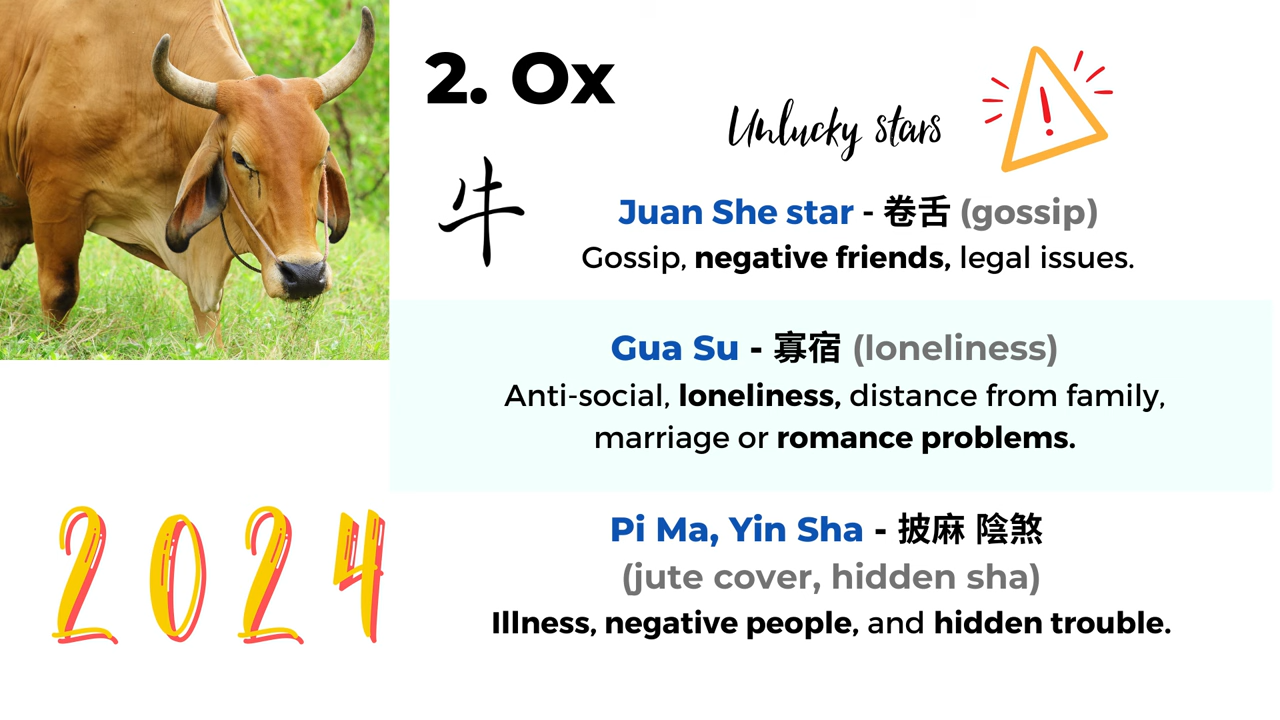 2. Ox
牛
Unlucky stars
Juan She star - 卷舌 (gossip)
Gossip, negative friends, legal issues.
Gua Su - 寡宿 (loneliness)
Anti-social, loneliness, distance from family,
marriage or romance problems.
Pi Ma, Yin Sha - 披麻 陰煞
(jute cover, hidden sha)
Illness, negative people, and hidden trouble.
2024